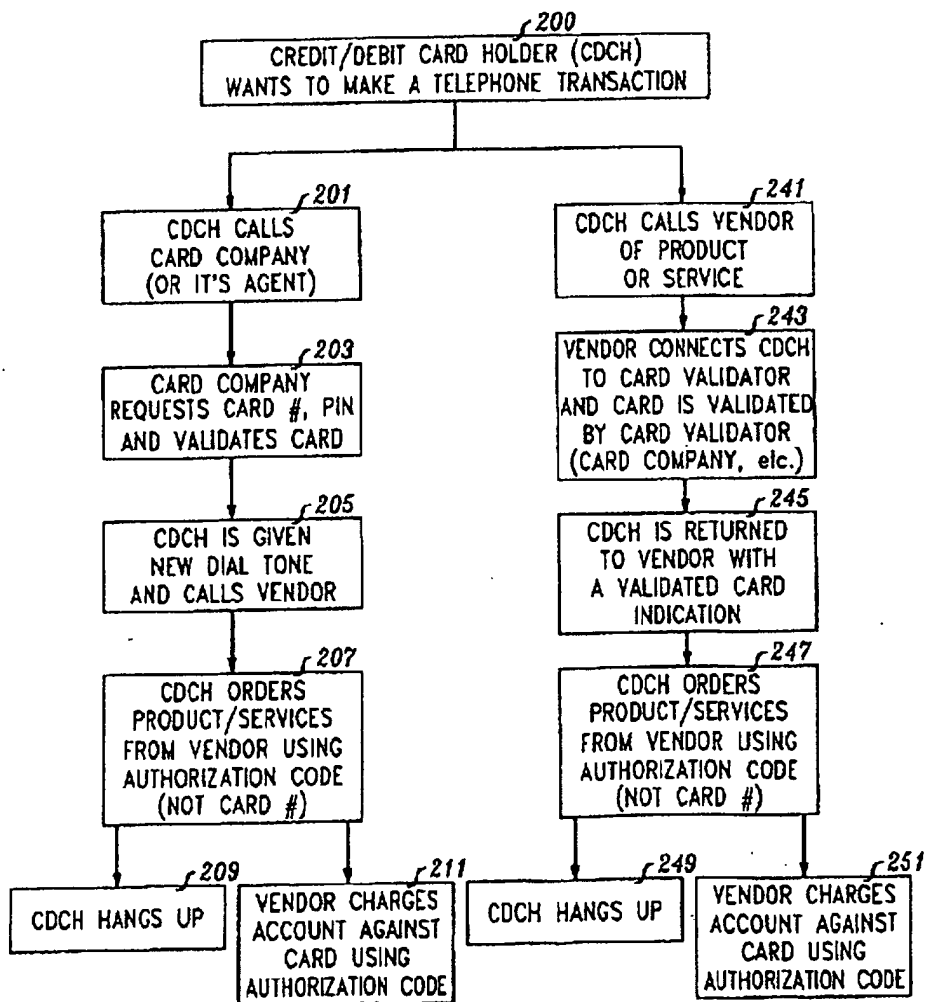 200
CREDIT/DEBIT CARD HOLDER (CDCH)
WANTS TO MAKE A TELEPHONE TRANSACTION
201
CDCH CALLS
CARD COMPANY
(OR IT'S AGENT)
203
CARD COMPANY
REQUESTS CARD #, PIN
AND VALIDATES CARD
205
CDCH IS GIVEN
NEW DIAL TONE
AND CALLS VENDOR
207
CDCH ORDERS
PRODUCT/SERVICES
FROM VENDOR USING
AUTHORIZATION CODE
(NOT CARD #)
209
CDCH HANGS UP
211
VENDOR CHARGES
ACCOUNT AGAINST
CARD USING
AUTHORIZATION CODE
241
CDCH CALLS VENDOR
OF PRODUCT
OR SERVICE
243
VENDOR CONNECTS CDCH
TO CARD VALIDATOR
AND CARD IS VALIDATED
BY CARD VALIDATOR
(CARD COMPANY, etc.)
245
CDCH IS RETURNED
TO VENDOR WITH
A VALIDATED CARD
INDICATION
247
CDCH ORDERS
PRODUCT/SERVICES
FROM VENDOR USING
AUTHORIZATION CODE
(NOT CARD #)
249
CDCH HANGS UP
251
VENDOR CHARGES
ACCOUNT AGAINST
CARD USING
AUTHORIZATION CODE